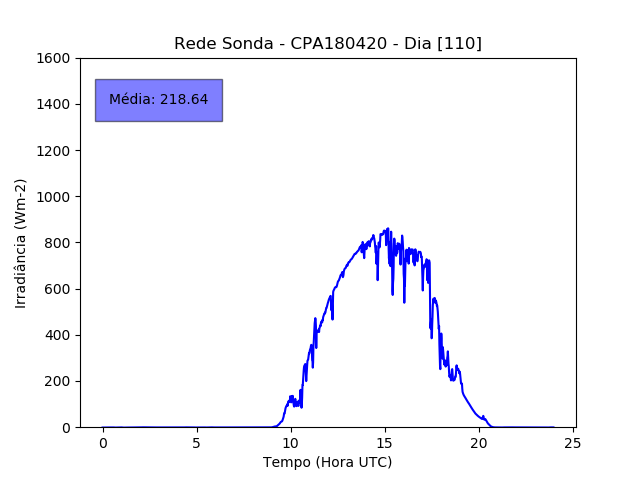 Rede Sonda - CPA180420 - Dia [110]
1600
1400
1200
1000
800
600
400
200
0
Média: 218.64
Irradiância (Wm-2)
0 5 10 15 20 25
Tempo (Hora UTC)